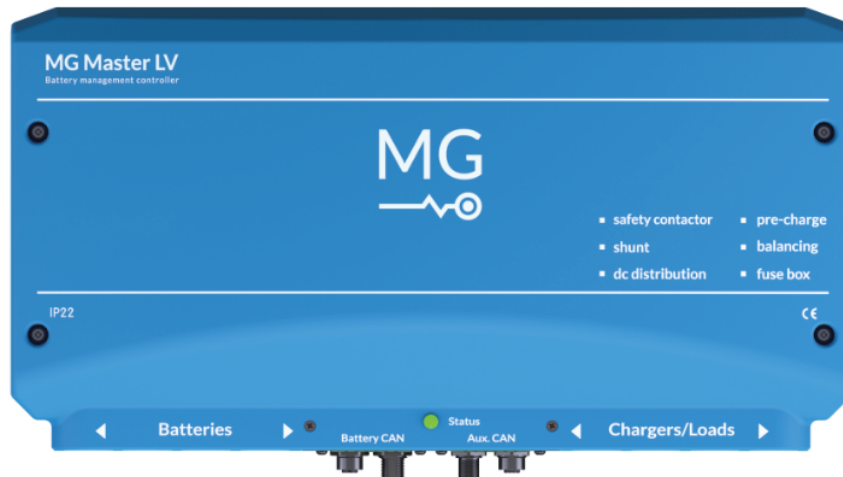 MG Master LV
Battery management controller
MG
safety contactor
pre-charge
shunt
balancing
dc distribution
fuse box
IP22
CE
Batteries
Status
Chargers/Loads
Battery CAN
Aux. CAN